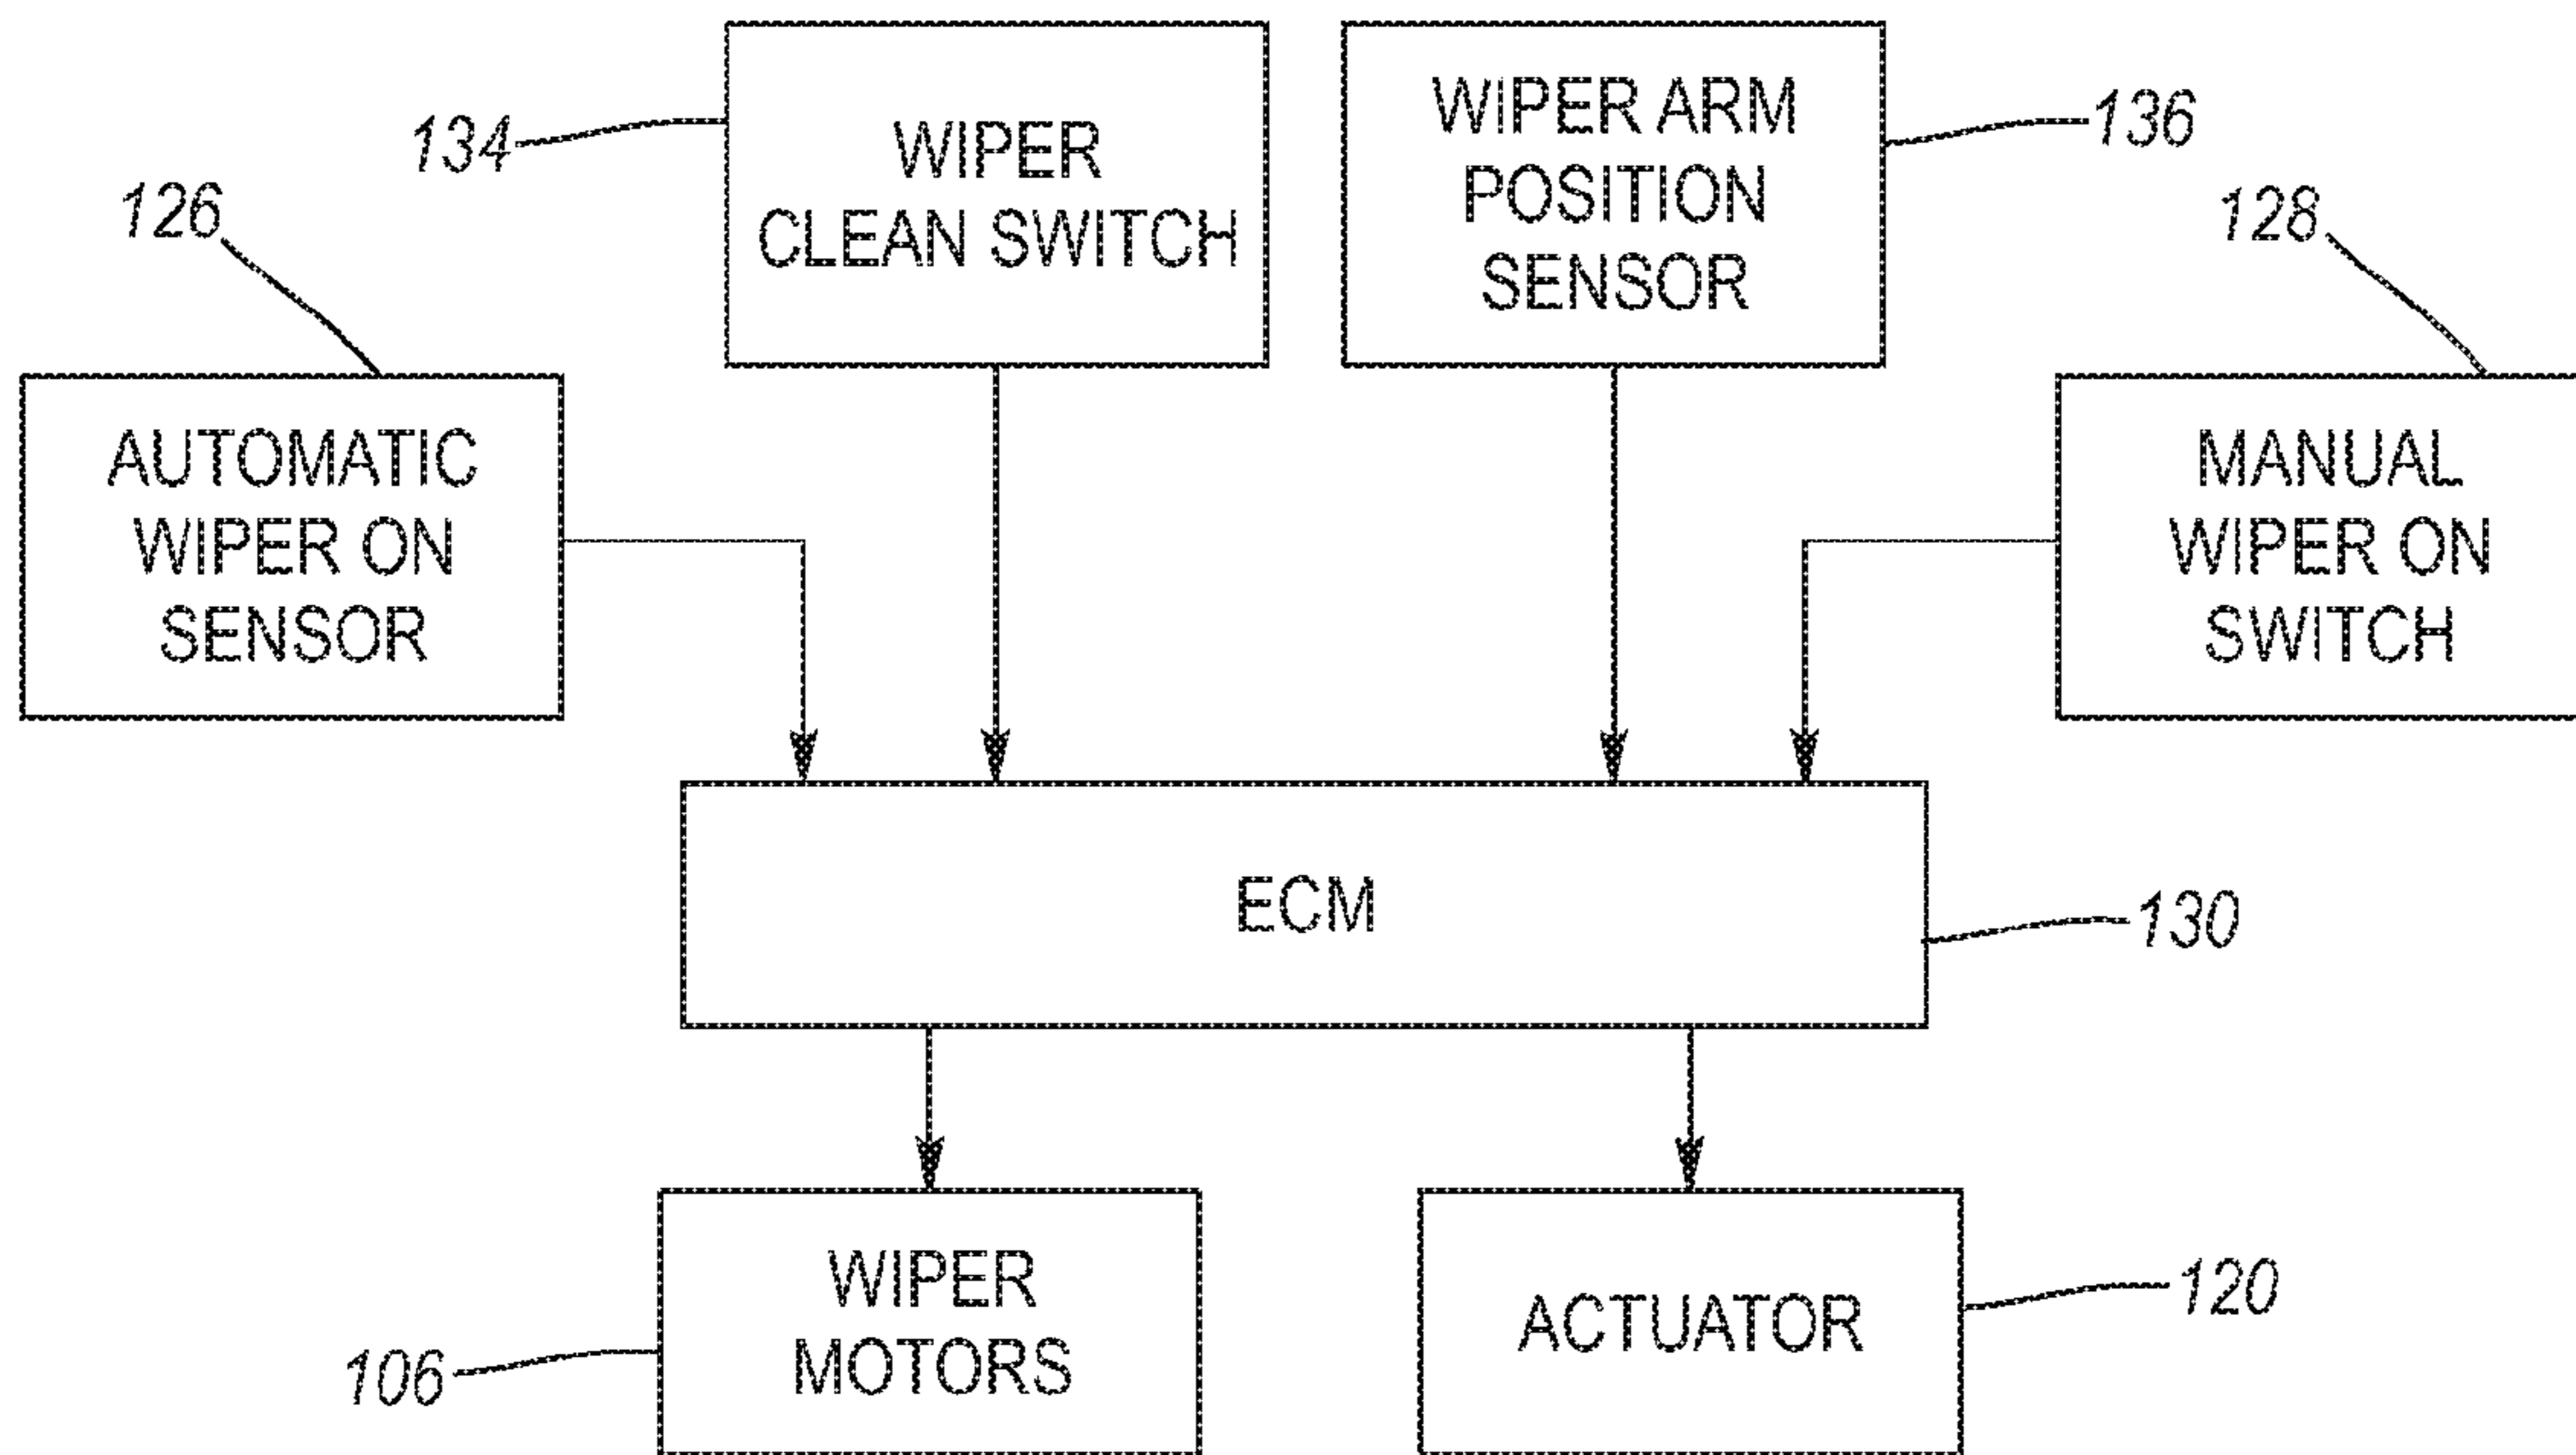 134
WIPER
CLEAN SWITCH
WIPER ARM
POSITION
SENSOR
136
126
AUTOMATIC
WIPER ON
SENSOR
128
MANUAL
WIPER ON
SWITCH
ECM
130
WIPER
MOTORS
106
ACTUATOR
120